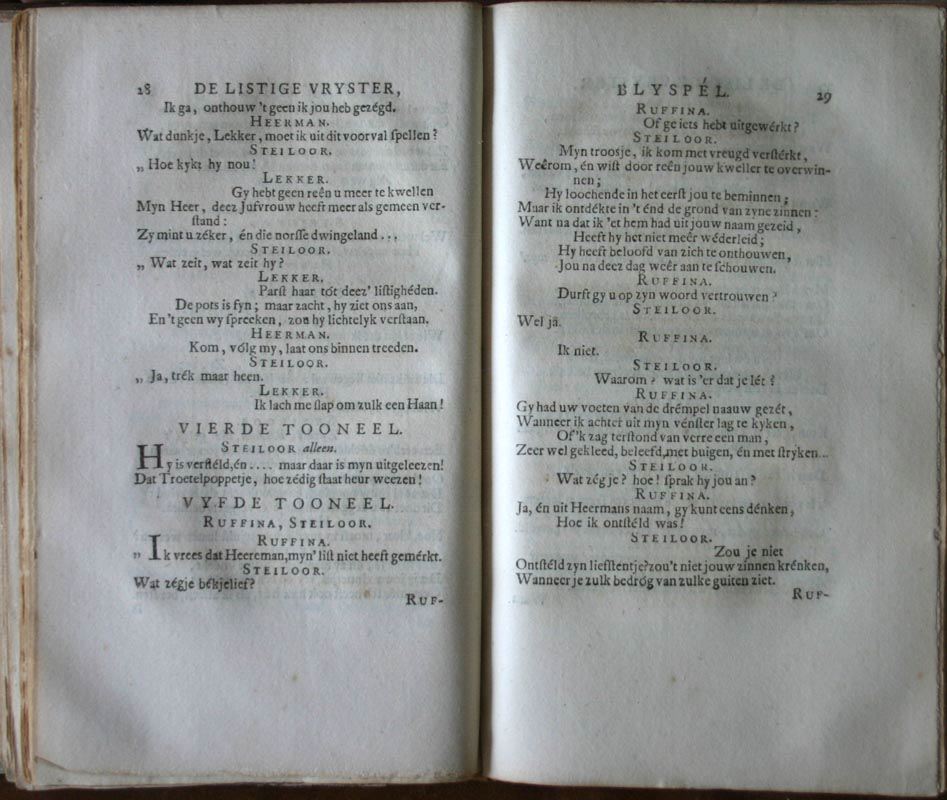 28 DE LISTIGE VRYSTER,
Ik ga, onthouw 't geen ik jou heb gezégd.
HEERMAN.
Wat dunkje, Lekker, moet ik uit dit voorval ſpellen?
STEILOOR.
„ Hoe kykt hy nou!
LEKKER.
Gy hebt geen reên u meer te kwellen
Myn Heer, deez Juſvrouw heeft meer als gemeen ver-
ſtand:
Zy mint u zéker, én die norſſe dwingeland...
STEILOOR.
„ Wat zeit, wat zeit hy?
LEKKER.
Parſt haar tót deez' liſtighéden.
De pots is fyn; maar zacht, hy ziet ons aan,
En 't geen wy ſpreeken, zou hy lichtelyk verſtaan.
HEERMAN.
Kom, vólg my, laat ons binnen treeden.
STEILOOR.
„ Ja, trék maar heen.
LEKKER.
Ik lach me ſlap om zulk een Haan!
VIERDE TOONEEL.
STEILOOR alleen.
Hy is verſtéld, én .... maar daar is myn uitgeleezen!
Dat Troetelpoppetje, hoe zédig ſtaat heur weezen!
VYFDE TOONEEL.
RUFFINA, STEILOOR.
RUFFINA.
„ Ik vrees dat Heereman, myn' liſt niet heeft gemérkt.
STEILOOR.
Wat zégje békjelief?
RUF-
BLYSPÉL. 29
RUFFINA.
Of ge iets hebt uitgewérkt?
STEILOOR.
Myn troosje, ik kom met vreugd verſtérkt,
Weêrom, én wiſt door reên jouw kweller te overwin-
nen;
Hy loochende in het eerſt jou te beminnen;
Maar ik ontdékte in 't énd de grond van zyne zinnen:
Want na dat ik 'et hem had uit jouw naam gezeid,
Heeft hy het niet meêr wéderleid;
Hy heeft beloofd van zich te onthouwen,
Jou na deez dag weêr aan te ſchouwen.
RUFFINA.
Durft gy u op zyn woord vertrouwen?
STEILOOR.
Wel ja.
RUFFINA.
Ik niet.
STEILOOR.
Waarom? wat is 'er dat je lét?
RUFFINA.
Gy had uw voeten van de drémpel naauw gezét,
Wanneer ik achter uit myn vénſter lag te kyken,
Of 'k zag terſtond van verre een man,
Zeer wel gekleed, beleefd, met buigen, én met ſtryken...
STEILOOR.
Wat zég je? hoe! ſprak hy jou an?
RUFFINA.
Ja, én uit Heermans naam, gy kunt eens dénken,
Hoe ik ontſtéld was!
STEILOOR.
Zou je niet
Ontſtéld zyn liefſtentje? zou 't niet jouw zinnen krénken,
Wanneer je zulk bedróg van zulke guiten ziet.
RUF-